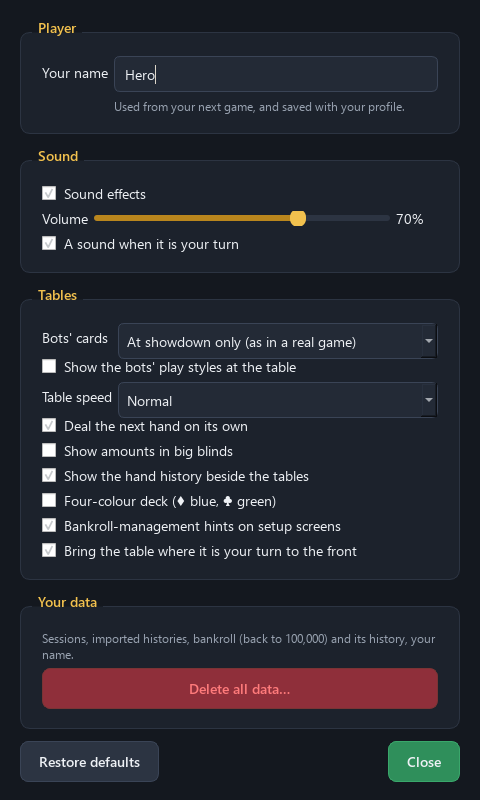 Player
Your name Hero
Used from your next game, and saved with your profile.
Sound
Sound effects
Volume 70%
A sound when it is your turn
Tables
Bots' cards At showdown only (as in a real game)
Show the bots' play styles at the table
Table speed Normal
Deal the next hand on its own
Show amounts in big blinds
Show the hand history beside the tables
Four-colour deck (♦ blue, ♣ green)
Bankroll-management hints on setup screens
Bring the table where it is your turn to the front
Your data
Sessions, imported histories, bankroll (back to 100,000) and its history, your
name.
Delete all data...
Restore defaults Close